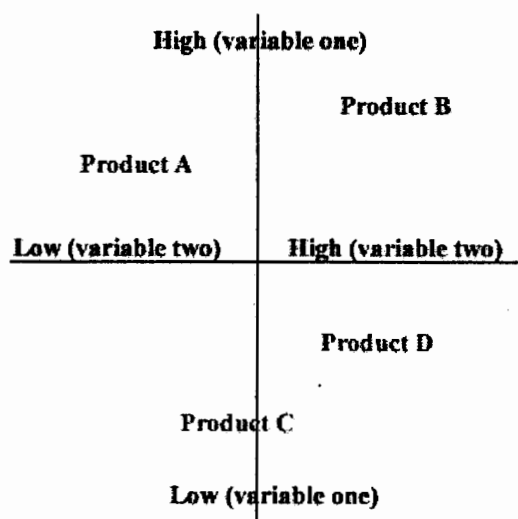 High (variable one)
Product B
Product A
Low (variable two) High (variable two)
Product D
Product C
Low (variable one)